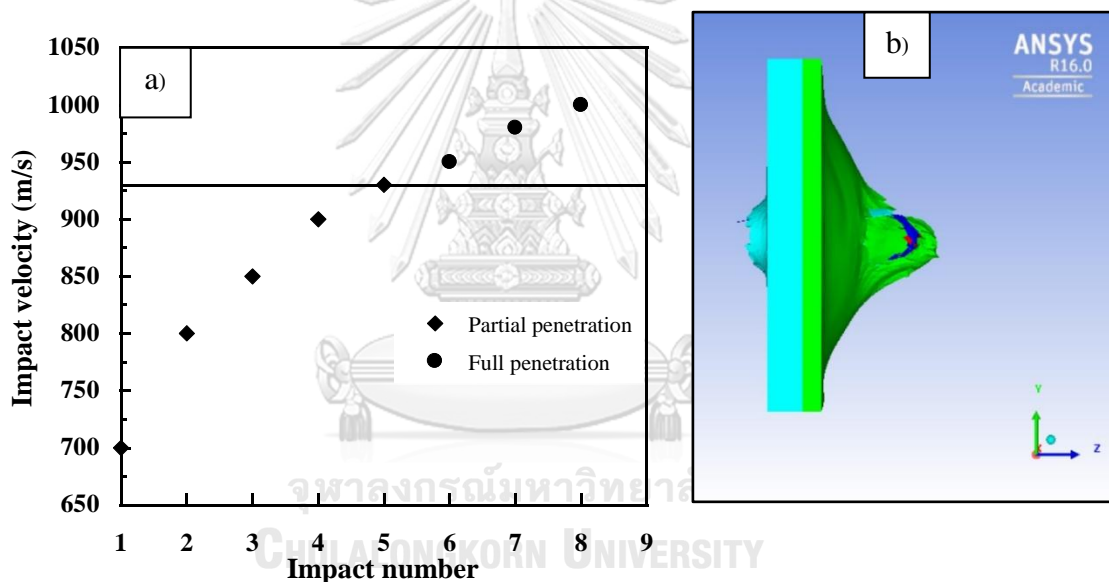 a)
1050
1000
950
900
850
800
750
700
650
Impact velocity (m/s)
1 2 3 4 5 6 7 8 9
Impact number
Partial penetration
Full penetration
จุฬาลงกรณ์มหาวิทยาลั
CHULALONGKORN UNIVERSITY
b)
ANSYS
R16.0
Academic
Y
Z
X